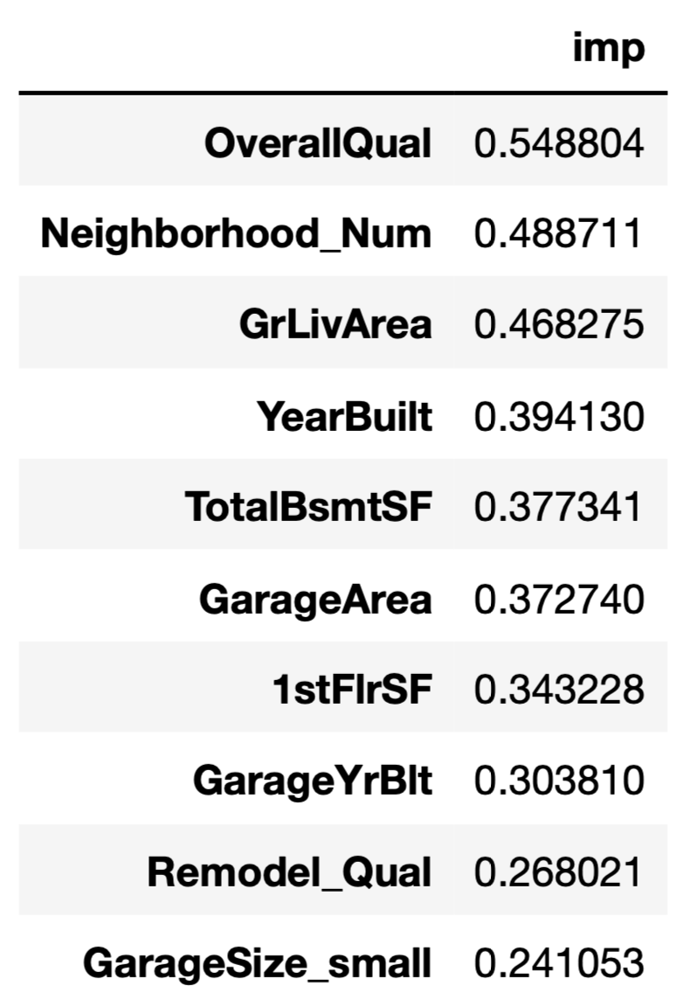 imp
OverallQual 0.548804
Neighborhood_Num 0.488711
GrLivArea 0.468275
YearBuilt 0.394130
TotalBsmtSF 0.377341
GarageArea 0.372740
1stFlrSF 0.343228
GarageYrBlt 0.303810
Remodel_Qual 0.268021
GarageSize_small 0.241053